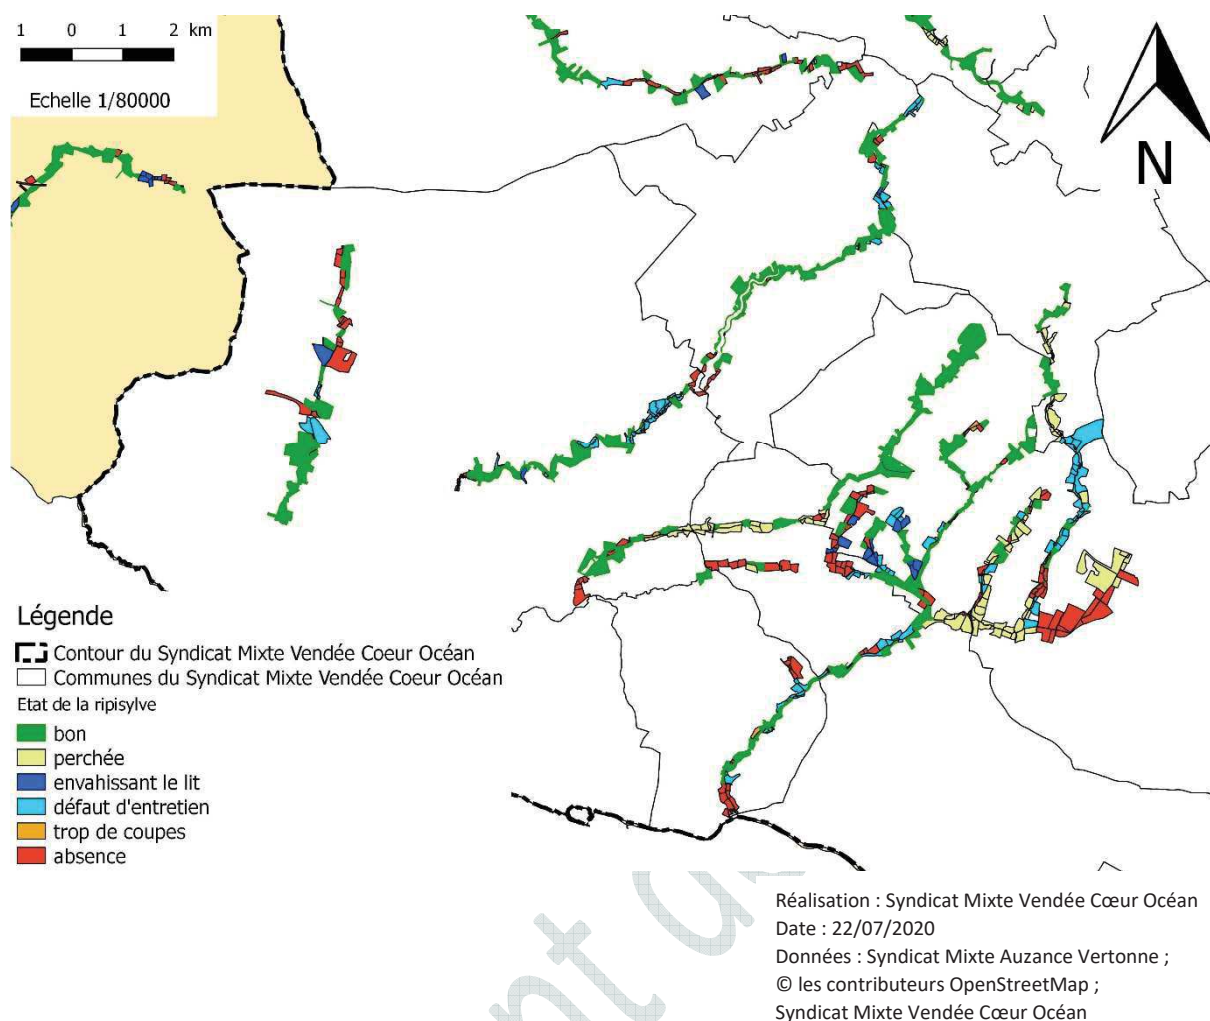 1 0 1 2 km
Echelle 1/80000
N
Légende
Contour du Syndicat Mixte Vendée Coeur Océan
Communes du Syndicat Mixte Vendée Coeur Océan
Etat de la ripisylve
bon
perchée
envahissant le lit
défaut d'entretien
trop de coupes
absence
Réalisation : Syndicat Mixte Vendée Cœur Océan
Date : 22/07/2020
Données : Syndicat Mixte Auzance Vertonne ;
© les contributeurs OpenStreetMap ;
Syndicat Mixte Vendée Cœur Océan